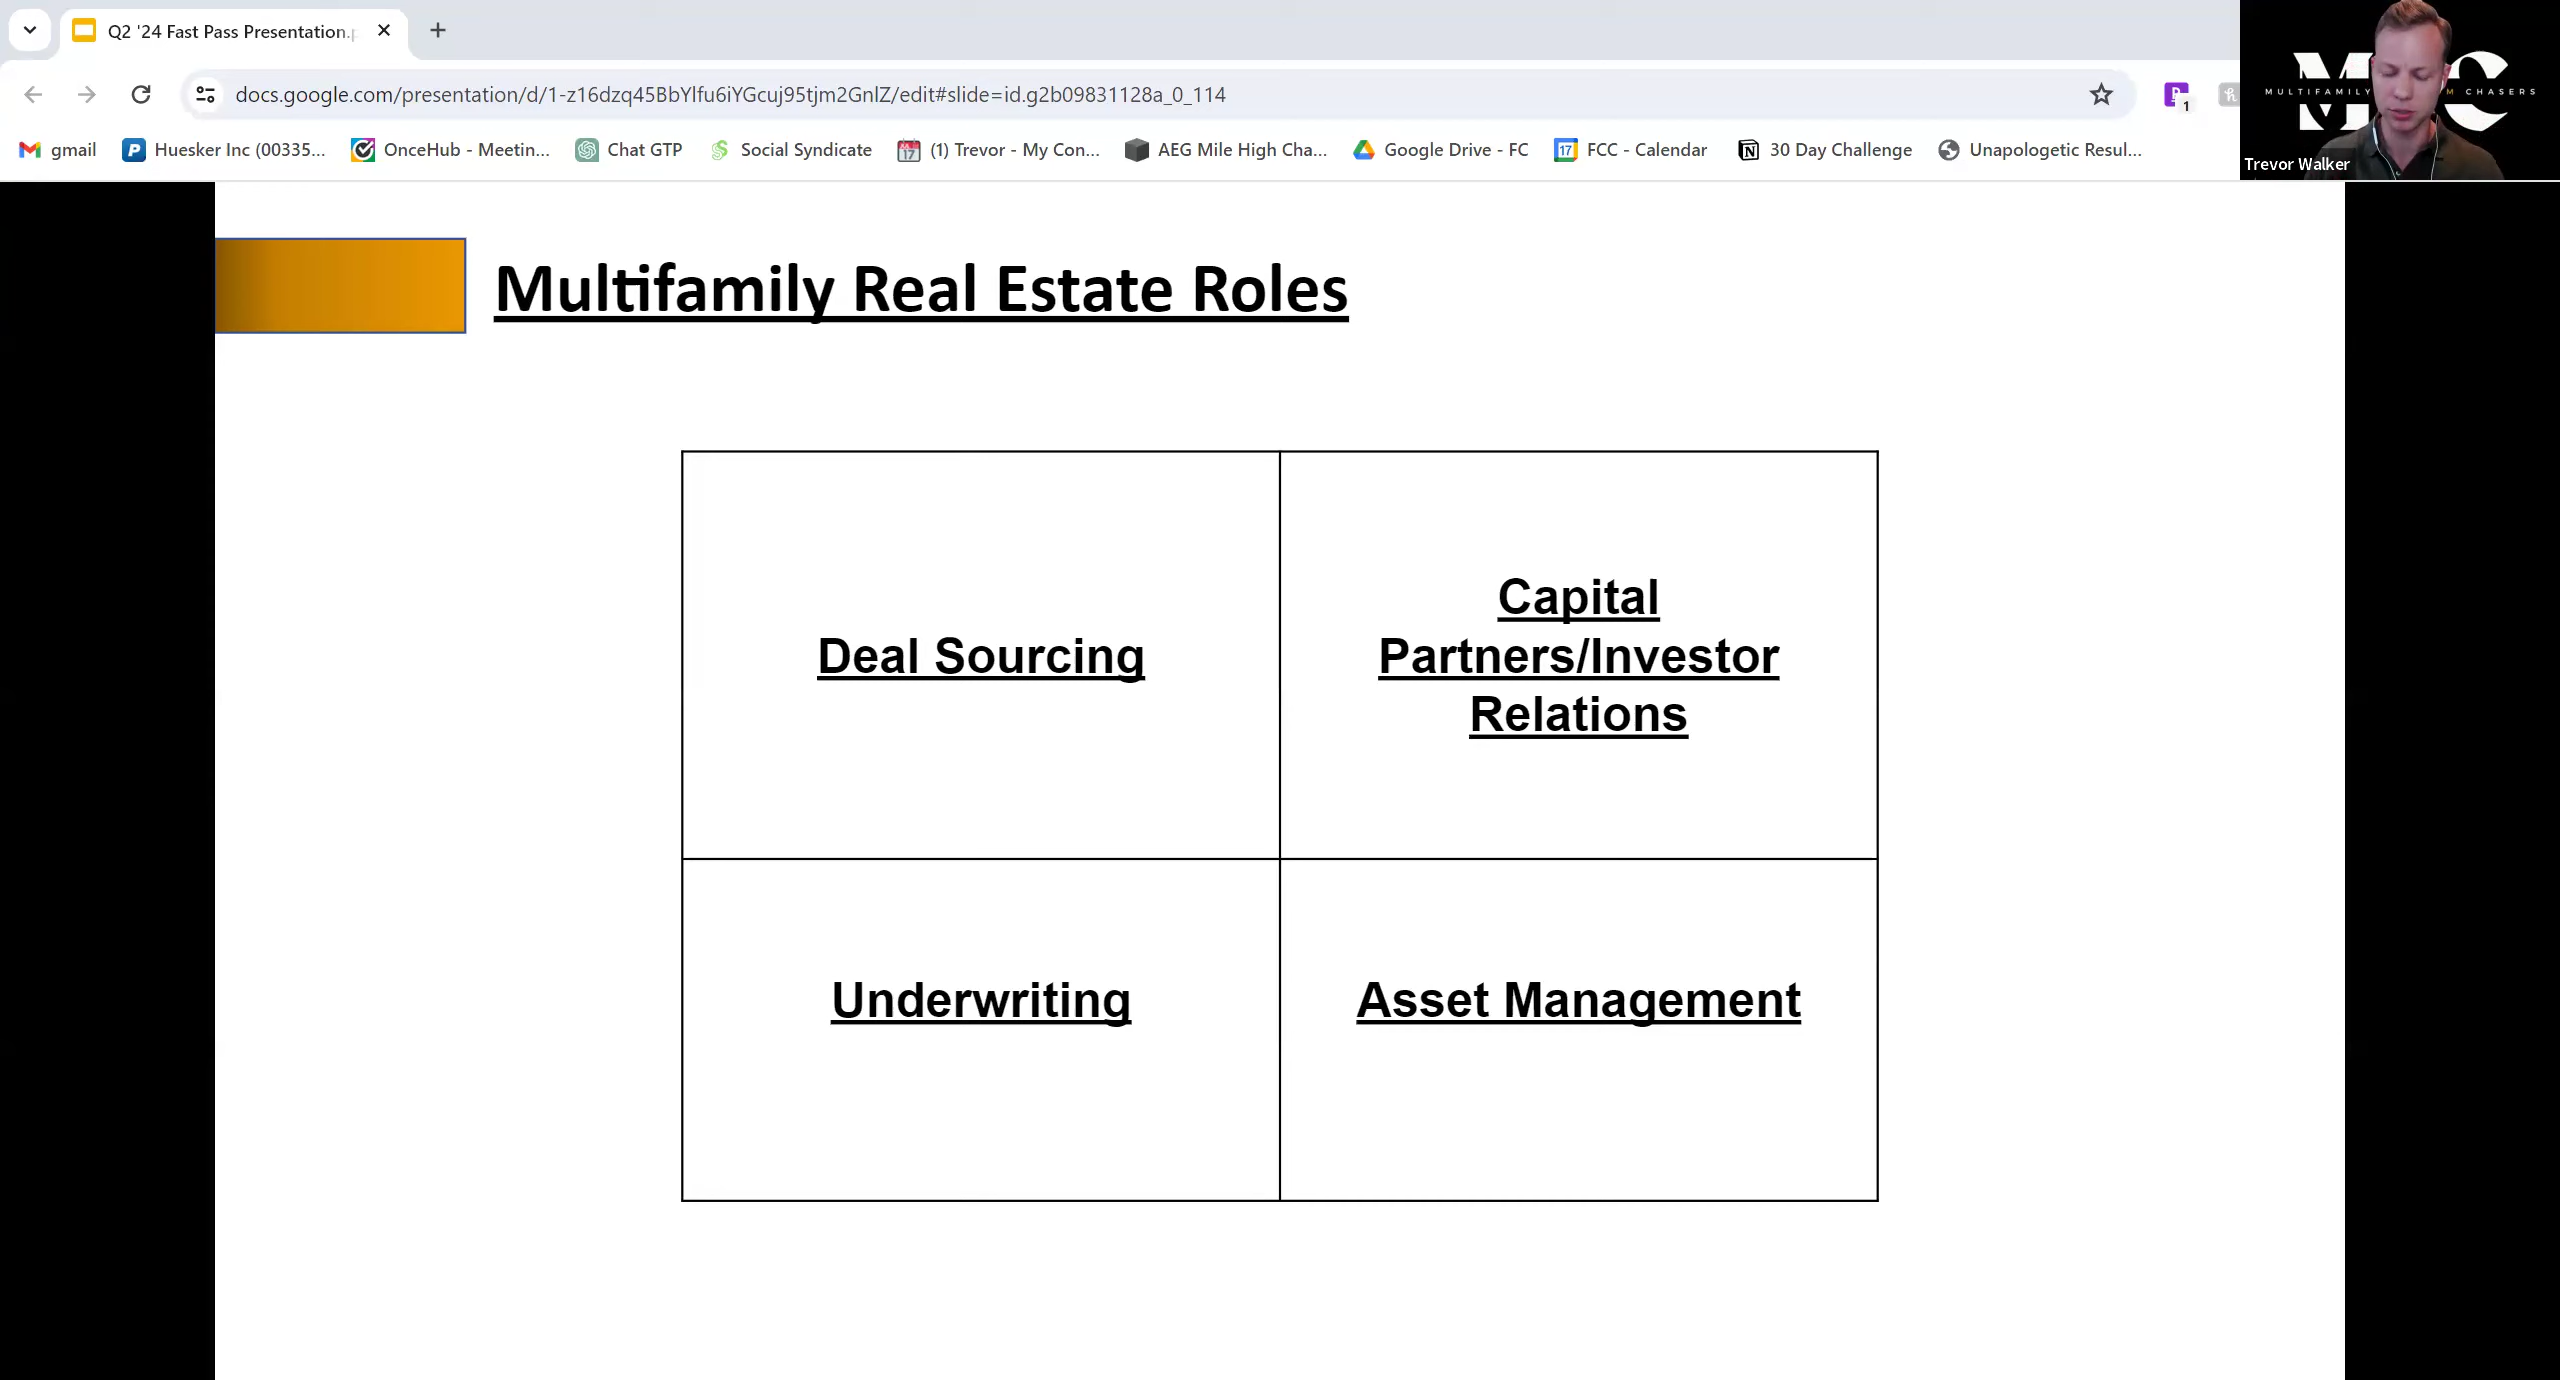 Q2 '24 Fast Pass Presentation.
docs.google.com/presentation/d/1-z16dzq45BbYlfu6iYGcuj95tjm2GnlZ/edit#slide=id.g2b09831128a_0_114
1
gmail
Huesker Inc (00335...
OnceHub - Meetin...
Chat GTP
Social Syndicate
(1) Trevor - My Con...
AEG Mile High Cha...
Google Drive - FC
FCC - Calendar
30 Day Challenge
Unapologetic Resul...
MULTIFAMILY
M CHASERS
Trevor Walker
Multifamily Real Estate Roles
Deal Sourcing
Capital
Partners/Investor
Relations
Underwriting
Asset Management